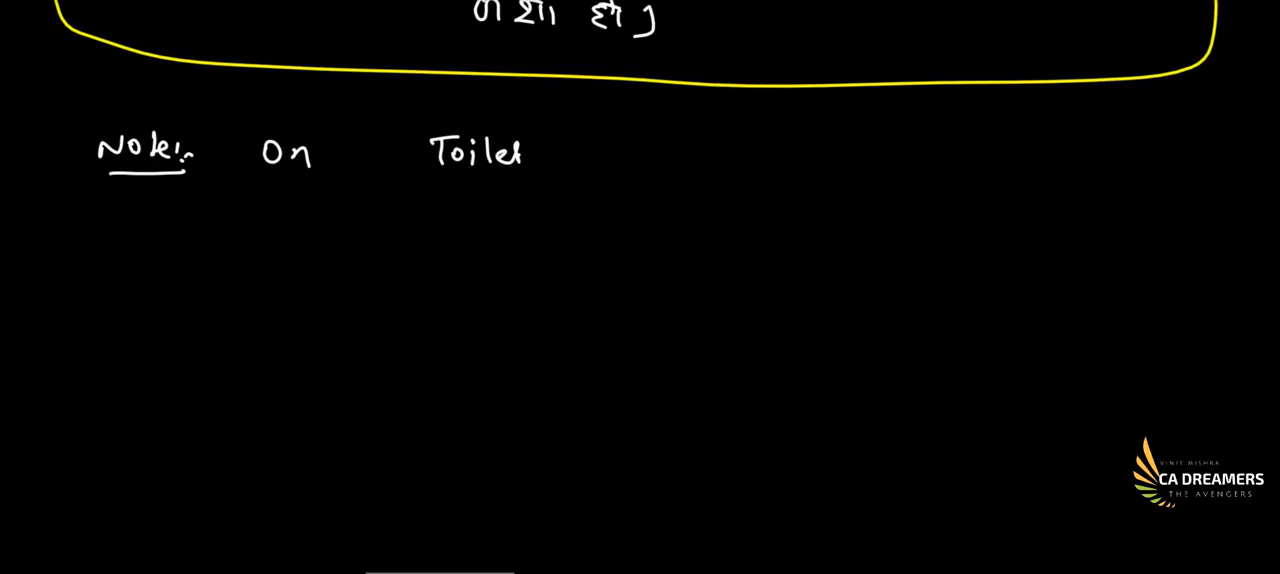 Note:-  On  Toilet
VINIT MISHRA
CA DREAMERS
THE AVENGERS